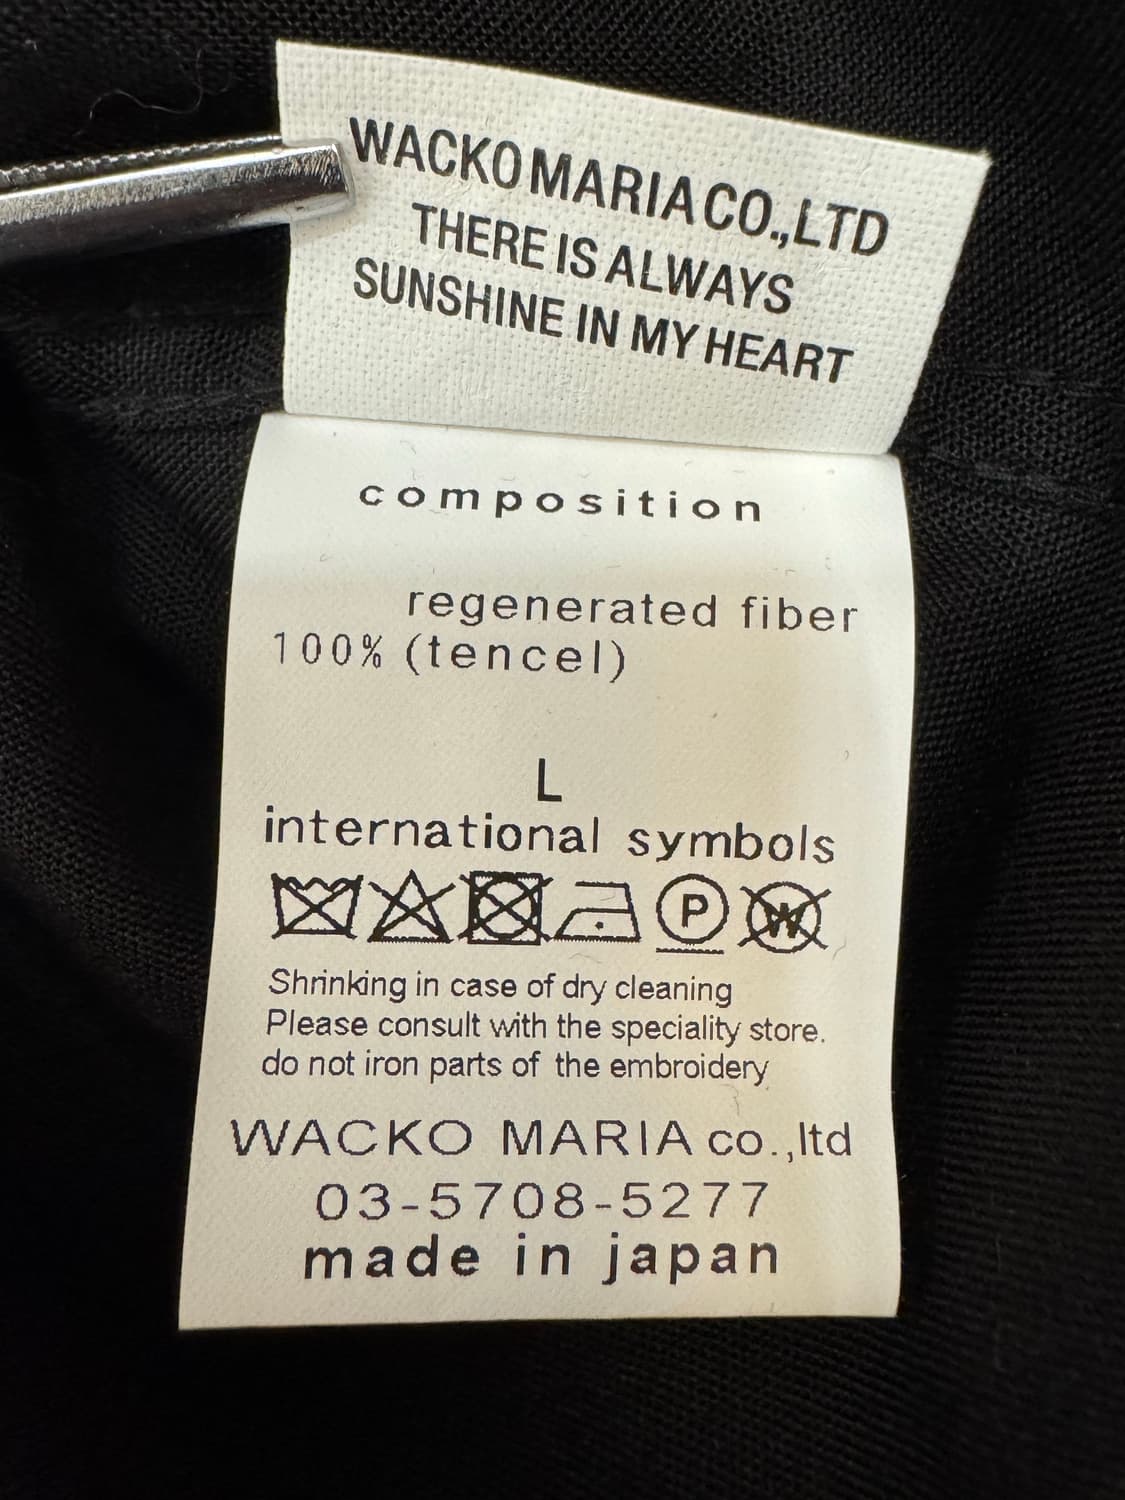 WACKO MARIA CO.,LTD
THERE IS ALWAYS
SUNSHINE IN MY HEART
composition
regenerated fiber
100% (tencel)
L
international symbols
P W
Shrinking in case of dry cleaning
Please consult with the speciality store.
do not iron parts of the embroidery
WACKO MARIA co.,ltd
03-5708-5277
made in japan